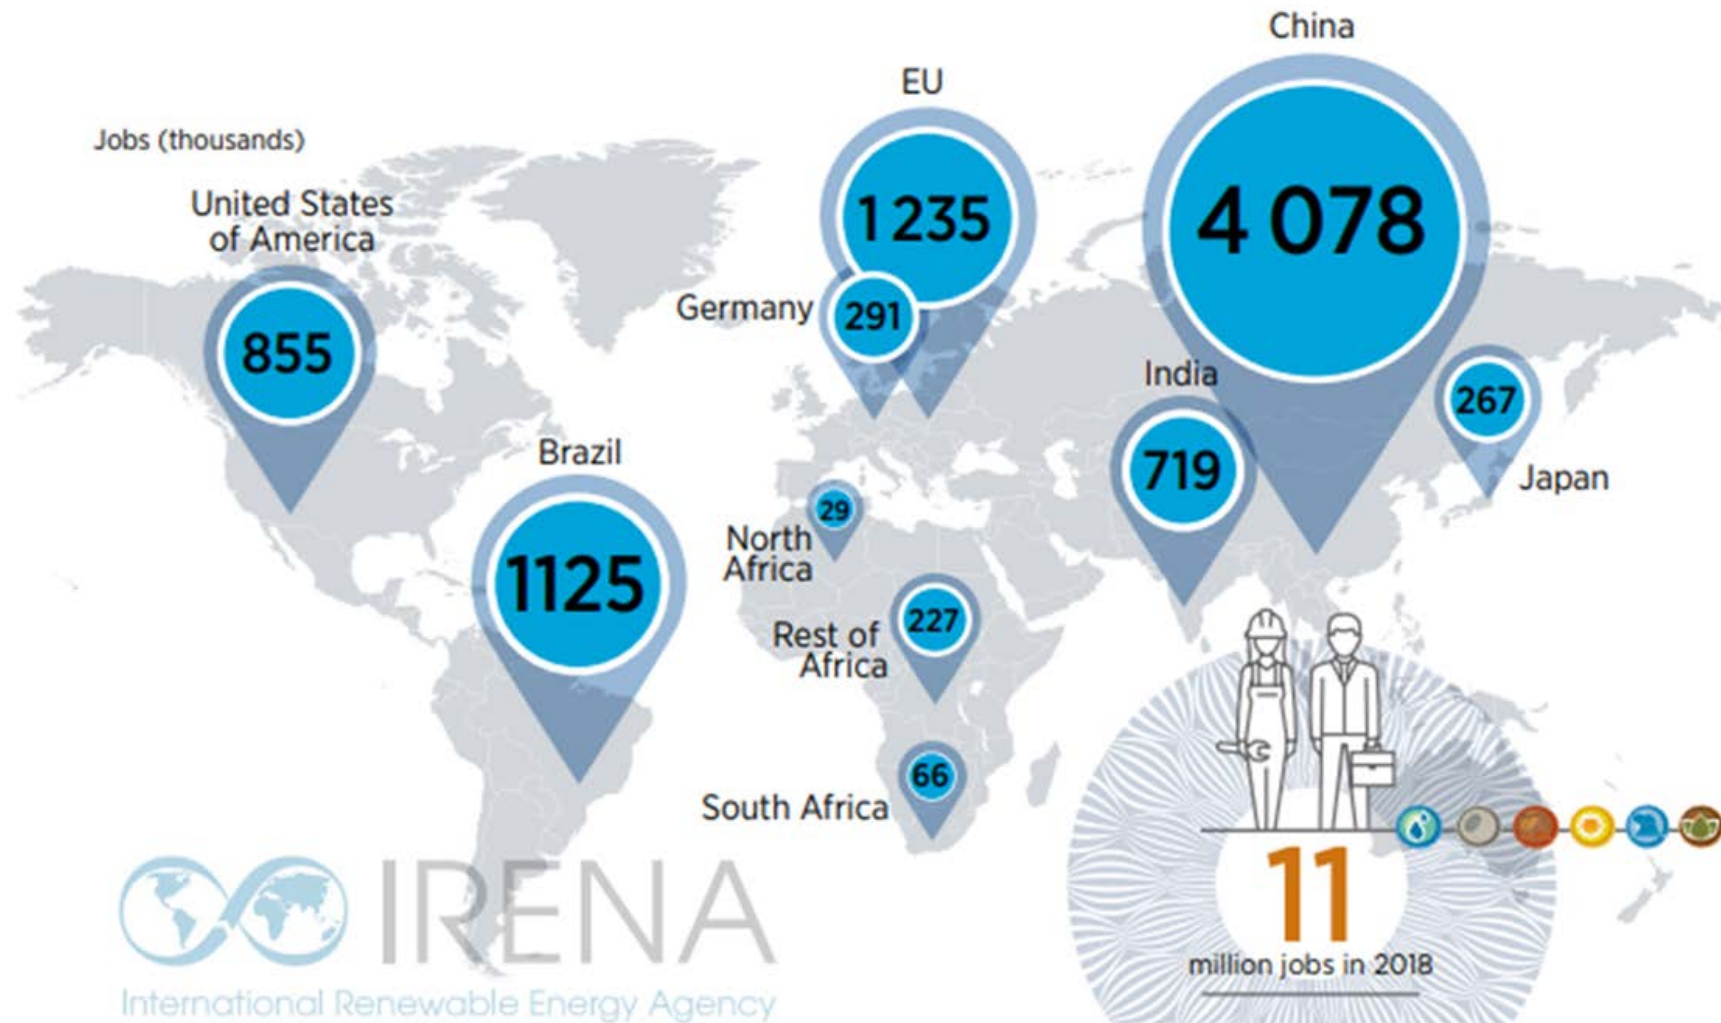 China
4 078
EU
1 235
Jobs (thousands)
United States
of America
855
Germany
291
India
719
267
Japan
Brazil
1125
29
North
Africa
227
Rest of
Africa
66
South Africa
11
million jobs in 2018
IRENA
International Renewable Energy Agency